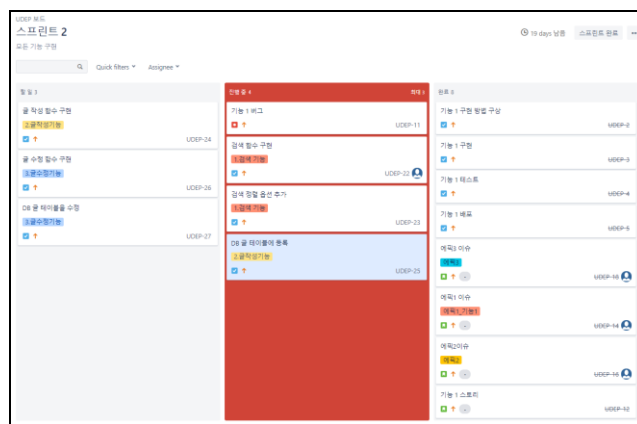 UDEP 보드
스프린트 2
모든 기능 구현
19 days 남음
스프린트 완료
Quick filters
Assignee
할 일 3
글 작성 함수 구현
2.글작성기능
UDEP-24
글 수정 함수 구현
3.글수정기능
UDEP-26
DB 글 테이블을 수정
3.글수정기능
UDEP-27
진행 중 4
최대 3
기능 1 버그
UDEP-11
검색 함수 구현
1.검색 기능
UDEP-22
검색 정렬 옵션 추가
1.검색 기능
UDEP-23
DB 글 테이블에 등록
2.글작성기능
UDEP-25
완료 8
기능 1 구현 방법 구상
UDEP-2
기능 1 구현
UDEP-3
기능 1 테스트
UDEP-4
기능 1 배포
UDEP-5
에픽3 이슈
에픽3
UDEP-18
에픽1 이슈
에픽1_기능1
UDEP-14
에픽2이슈
에픽2
UDEP-16
기능 1 스토리
UDEP-12